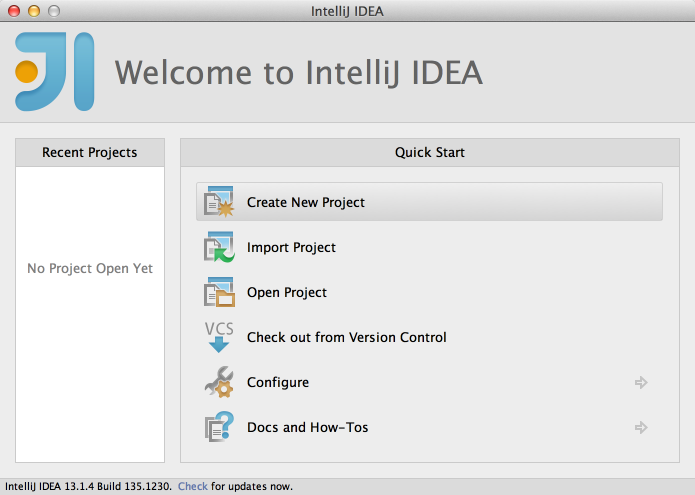 IntelliJ IDEA
Welcome to IntelliJ IDEA
Recent Projects
No Project Open Yet
Quick Start
Create New Project
Import Project
Open Project
VCS
Check out from Version Control
Configure
Docs and How-Tos
IntelliJ IDEA 13.1.4 Build 135.1230. Check for updates now.